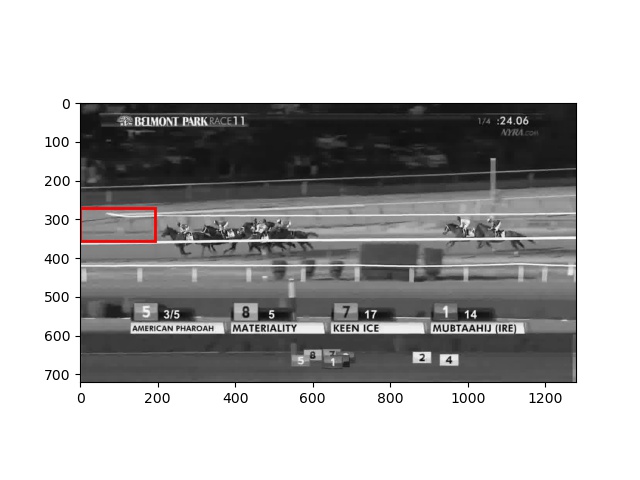 0
100
200
300
400
500
600
700
0 200 400 600 800 1000 1200
BELMONT PARK RACE 11
1/4 :24.06
NYRA.com
5 3/5 8 5 7 17 1 14
AMERICAN PHAROAH MATERIALITY KEEN ICE MUBTAAHIJ (IRE)
5 8 7 1 2 4